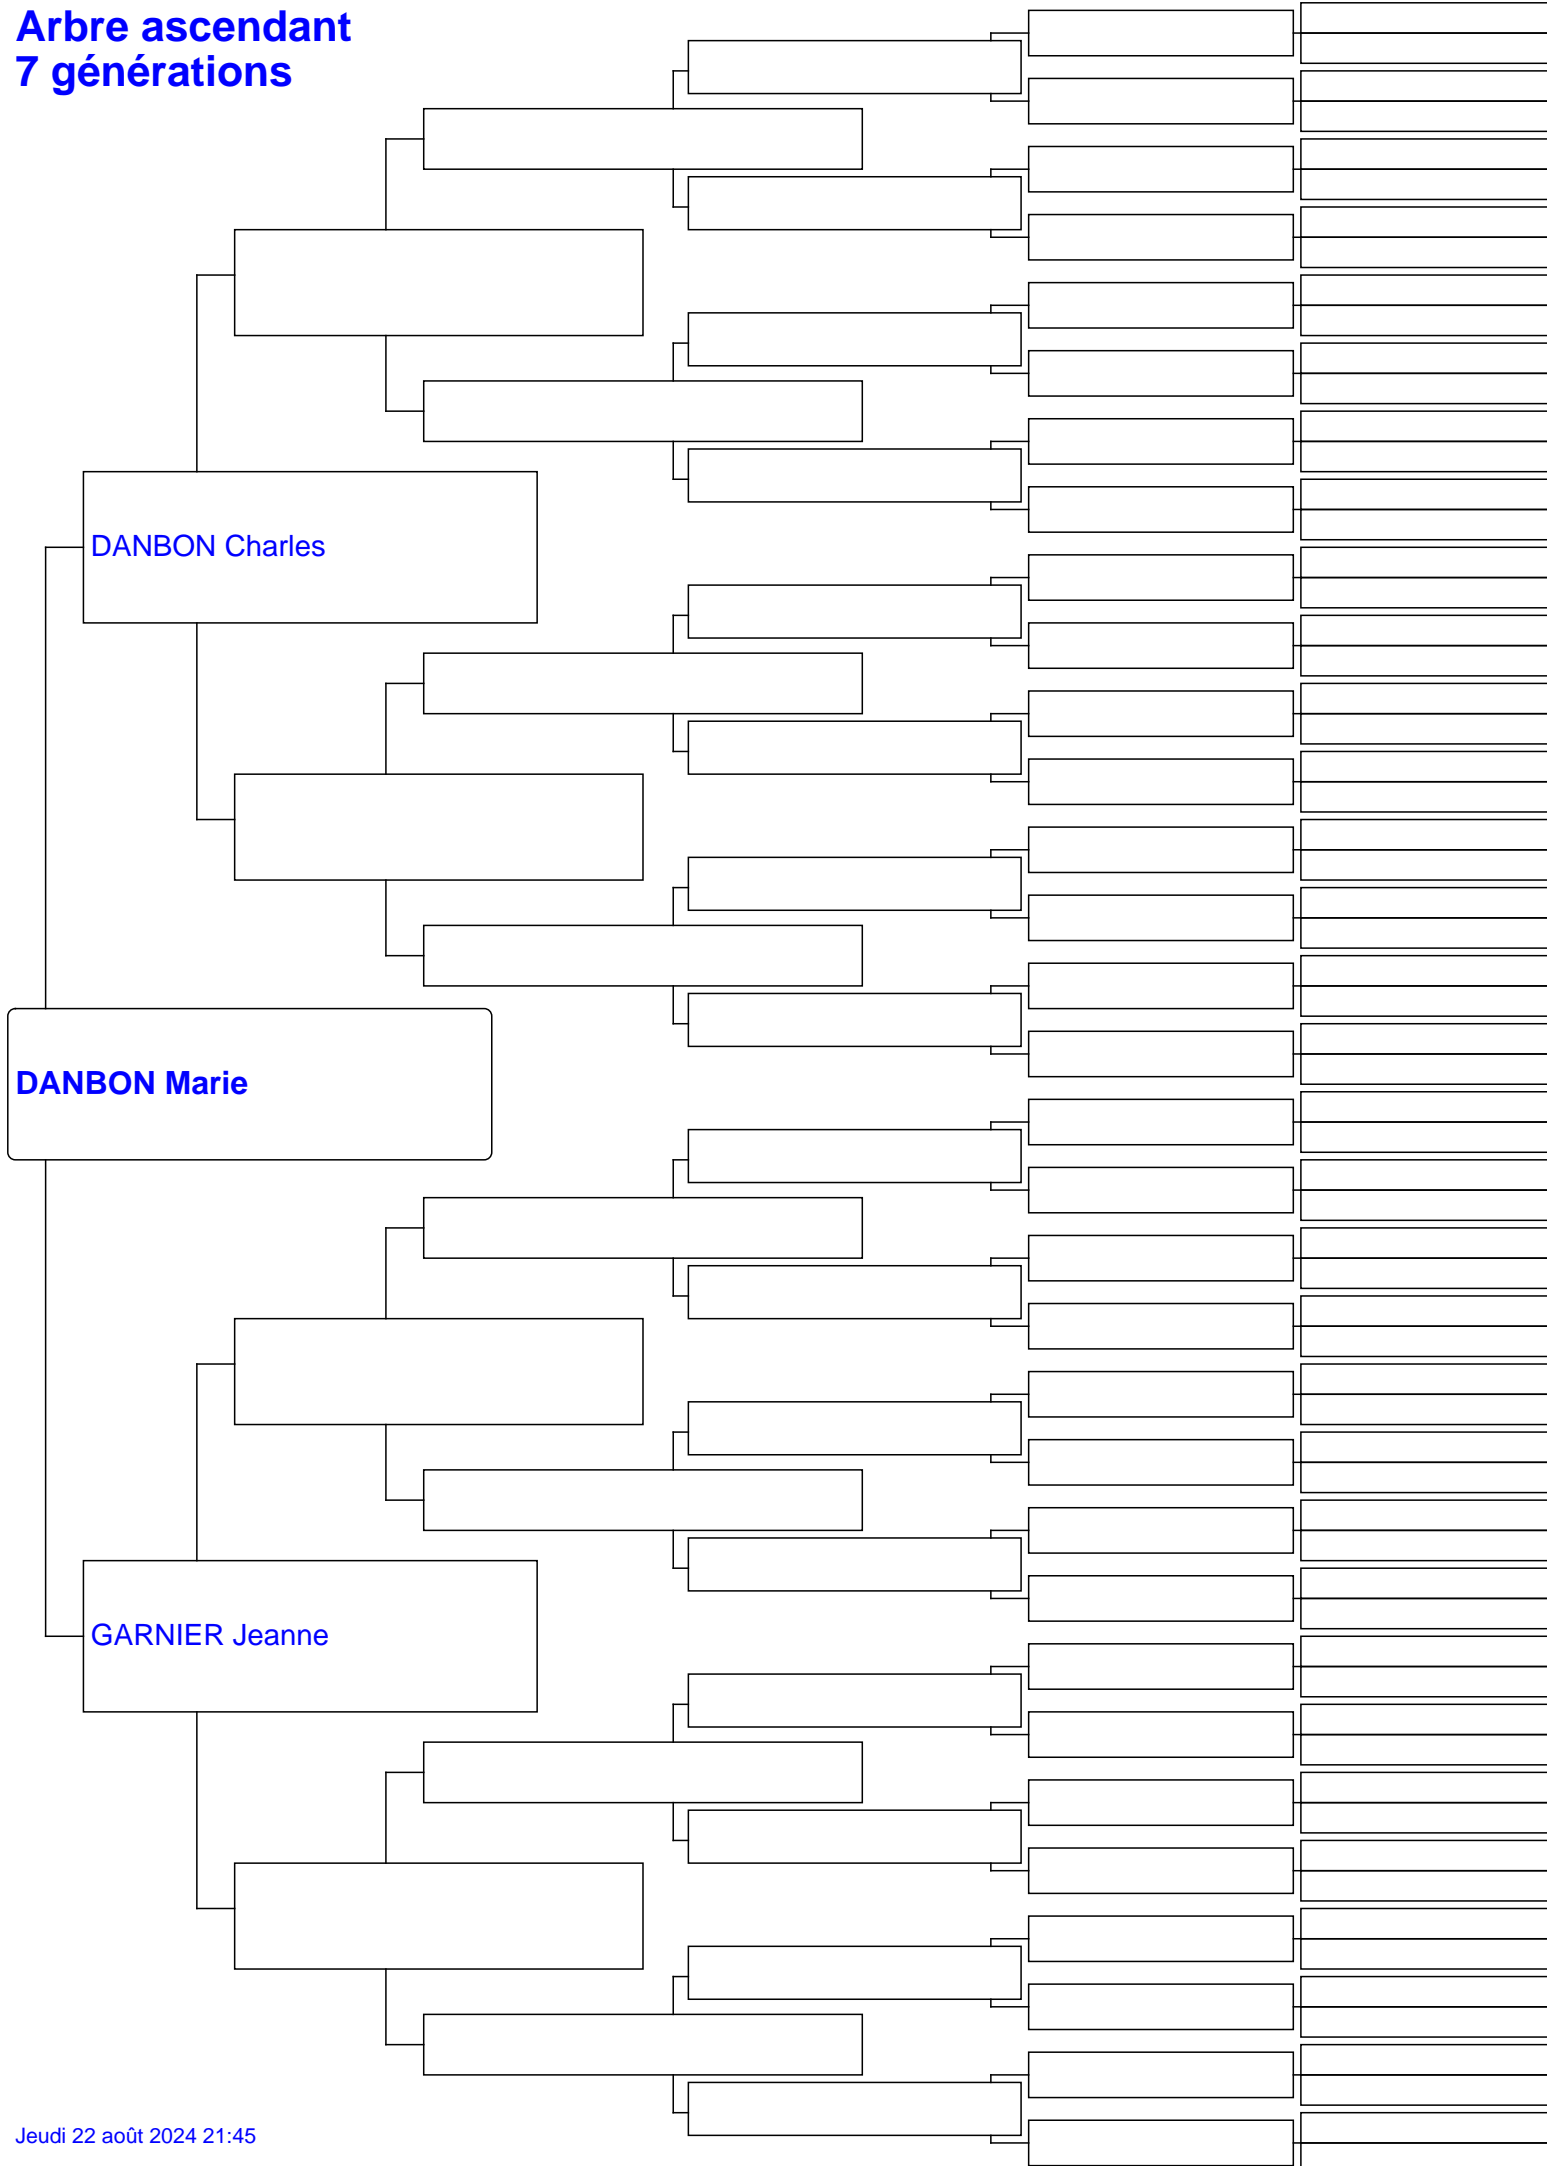 Arbre ascendant
7 générations
DANBON Charles
DANBON Marie
GARNIER Jeanne
Jeudi 22 août 2024 21:45